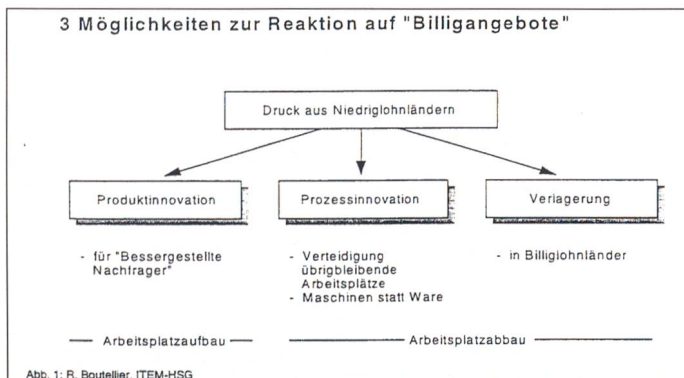 3 Möglichkeiten zur Reaktion auf "Billigangebote"
Druck aus Niedriglohnländern
Produktinnovation
Prozessinnovation
Verlagerung
- für "Bessergestellte
Nachfrager"
- Verteidigung
übrigbleibende
Arbeitsplätze
- Maschinen statt Ware
- in Billiglohnländer
Arbeitsplatzaufbau
Arbeitsplatzabbau
Abb. 1: R. Boutellier, ITEM-HSG